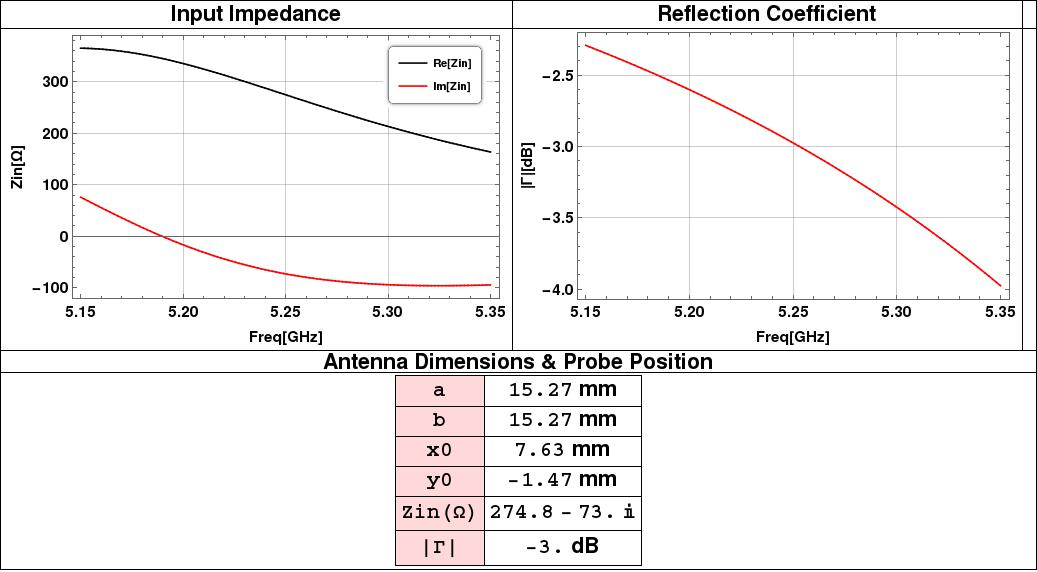 Input Impedance
Reflection Coefficient
Re[Zin]
Im[Zin]
300
200
100
0
−100
Zin[Ω]
5.15 5.20 5.25 5.30 5.35
Freq[GHz]
−2.5
−3.0
−3.5
−4.0
|Γ|[dB]
5.15 5.20 5.25 5.30 5.35
Freq[GHz]
Antenna Dimensions & Probe Position
a 15.27 mm
b 15.27 mm
x0 7.63 mm
y0 -1.47 mm
Zin(Ω) 274.8 - 73. i
|Γ| -3. dB